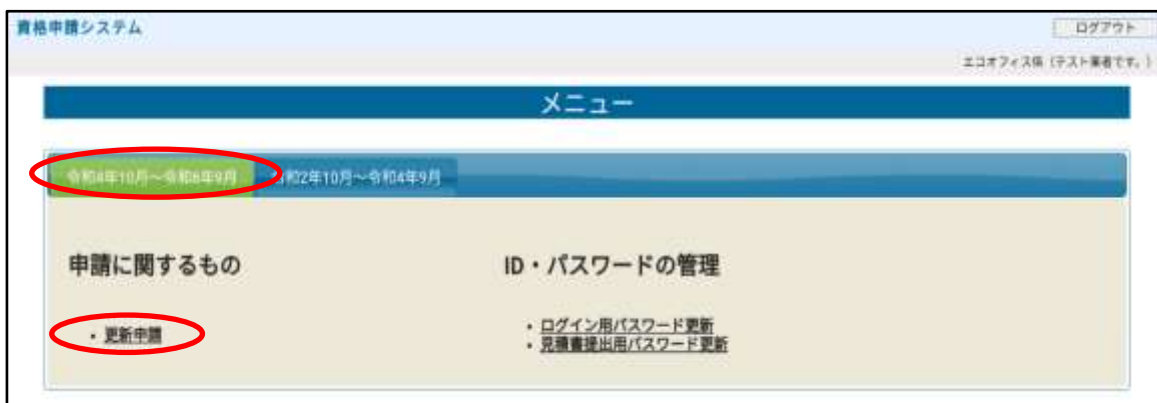 資格申請システム
ログアウト
エコオフィス係(テスト業者です。)
メニュー
令和4年10月～令和6年9月
令和2年10月～令和4年9月
申請に関するもの
ID・パスワードの管理
・更新申請
・ログイン用パスワード更新
・見積書提出用パスワード更新